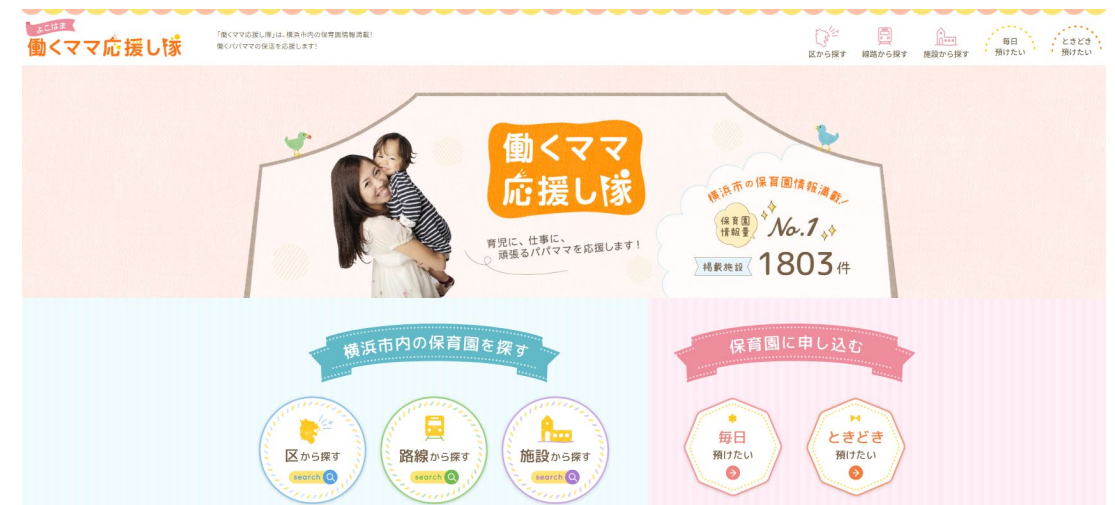 よこはま
働くママ応援し隊
「働くママ応援し隊」は、横浜市内の保育園情報満載!
働くパパママの保活を応援します!
区から探す
線路から探す
施設から探す
毎日
預けたい
ときどき
預けたい
働くママ
応援し隊
育児に、仕事に、
頑張るパパママを応援します!
横浜市の保育園情報満載!
保育園
情報量
No.1
掲載施設
1803件
横浜市内の保育園を探す
区から探す
search
路線から探す
search
施設から探す
search
保育園に申し込む
毎日
預けたい
ときどき
預けたい